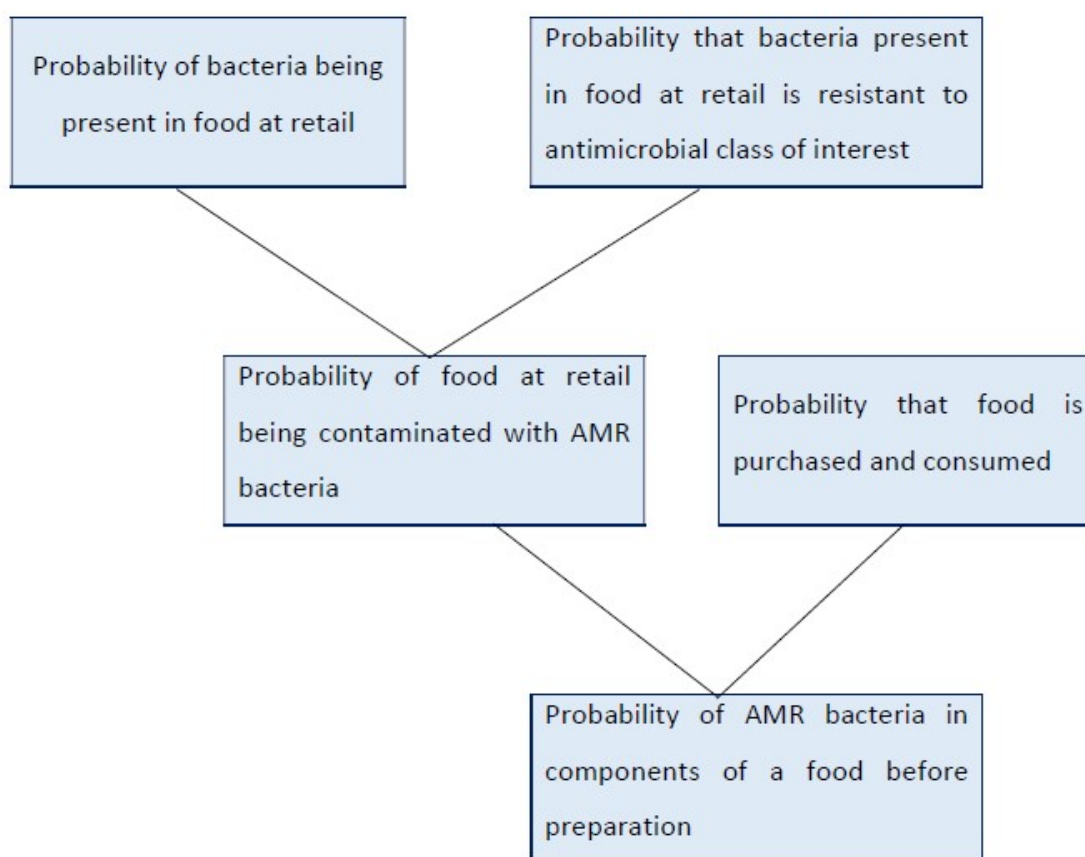 Probability of bacteria being
present in food at retail
Probability that bacteria present
in food at retail is resistant to
antimicrobial class of interest
Probability of food at retail
being contaminated with AMR
bacteria
Probability that food is
purchased and consumed
Probability of AMR bacteria in
components of a food before
preparation